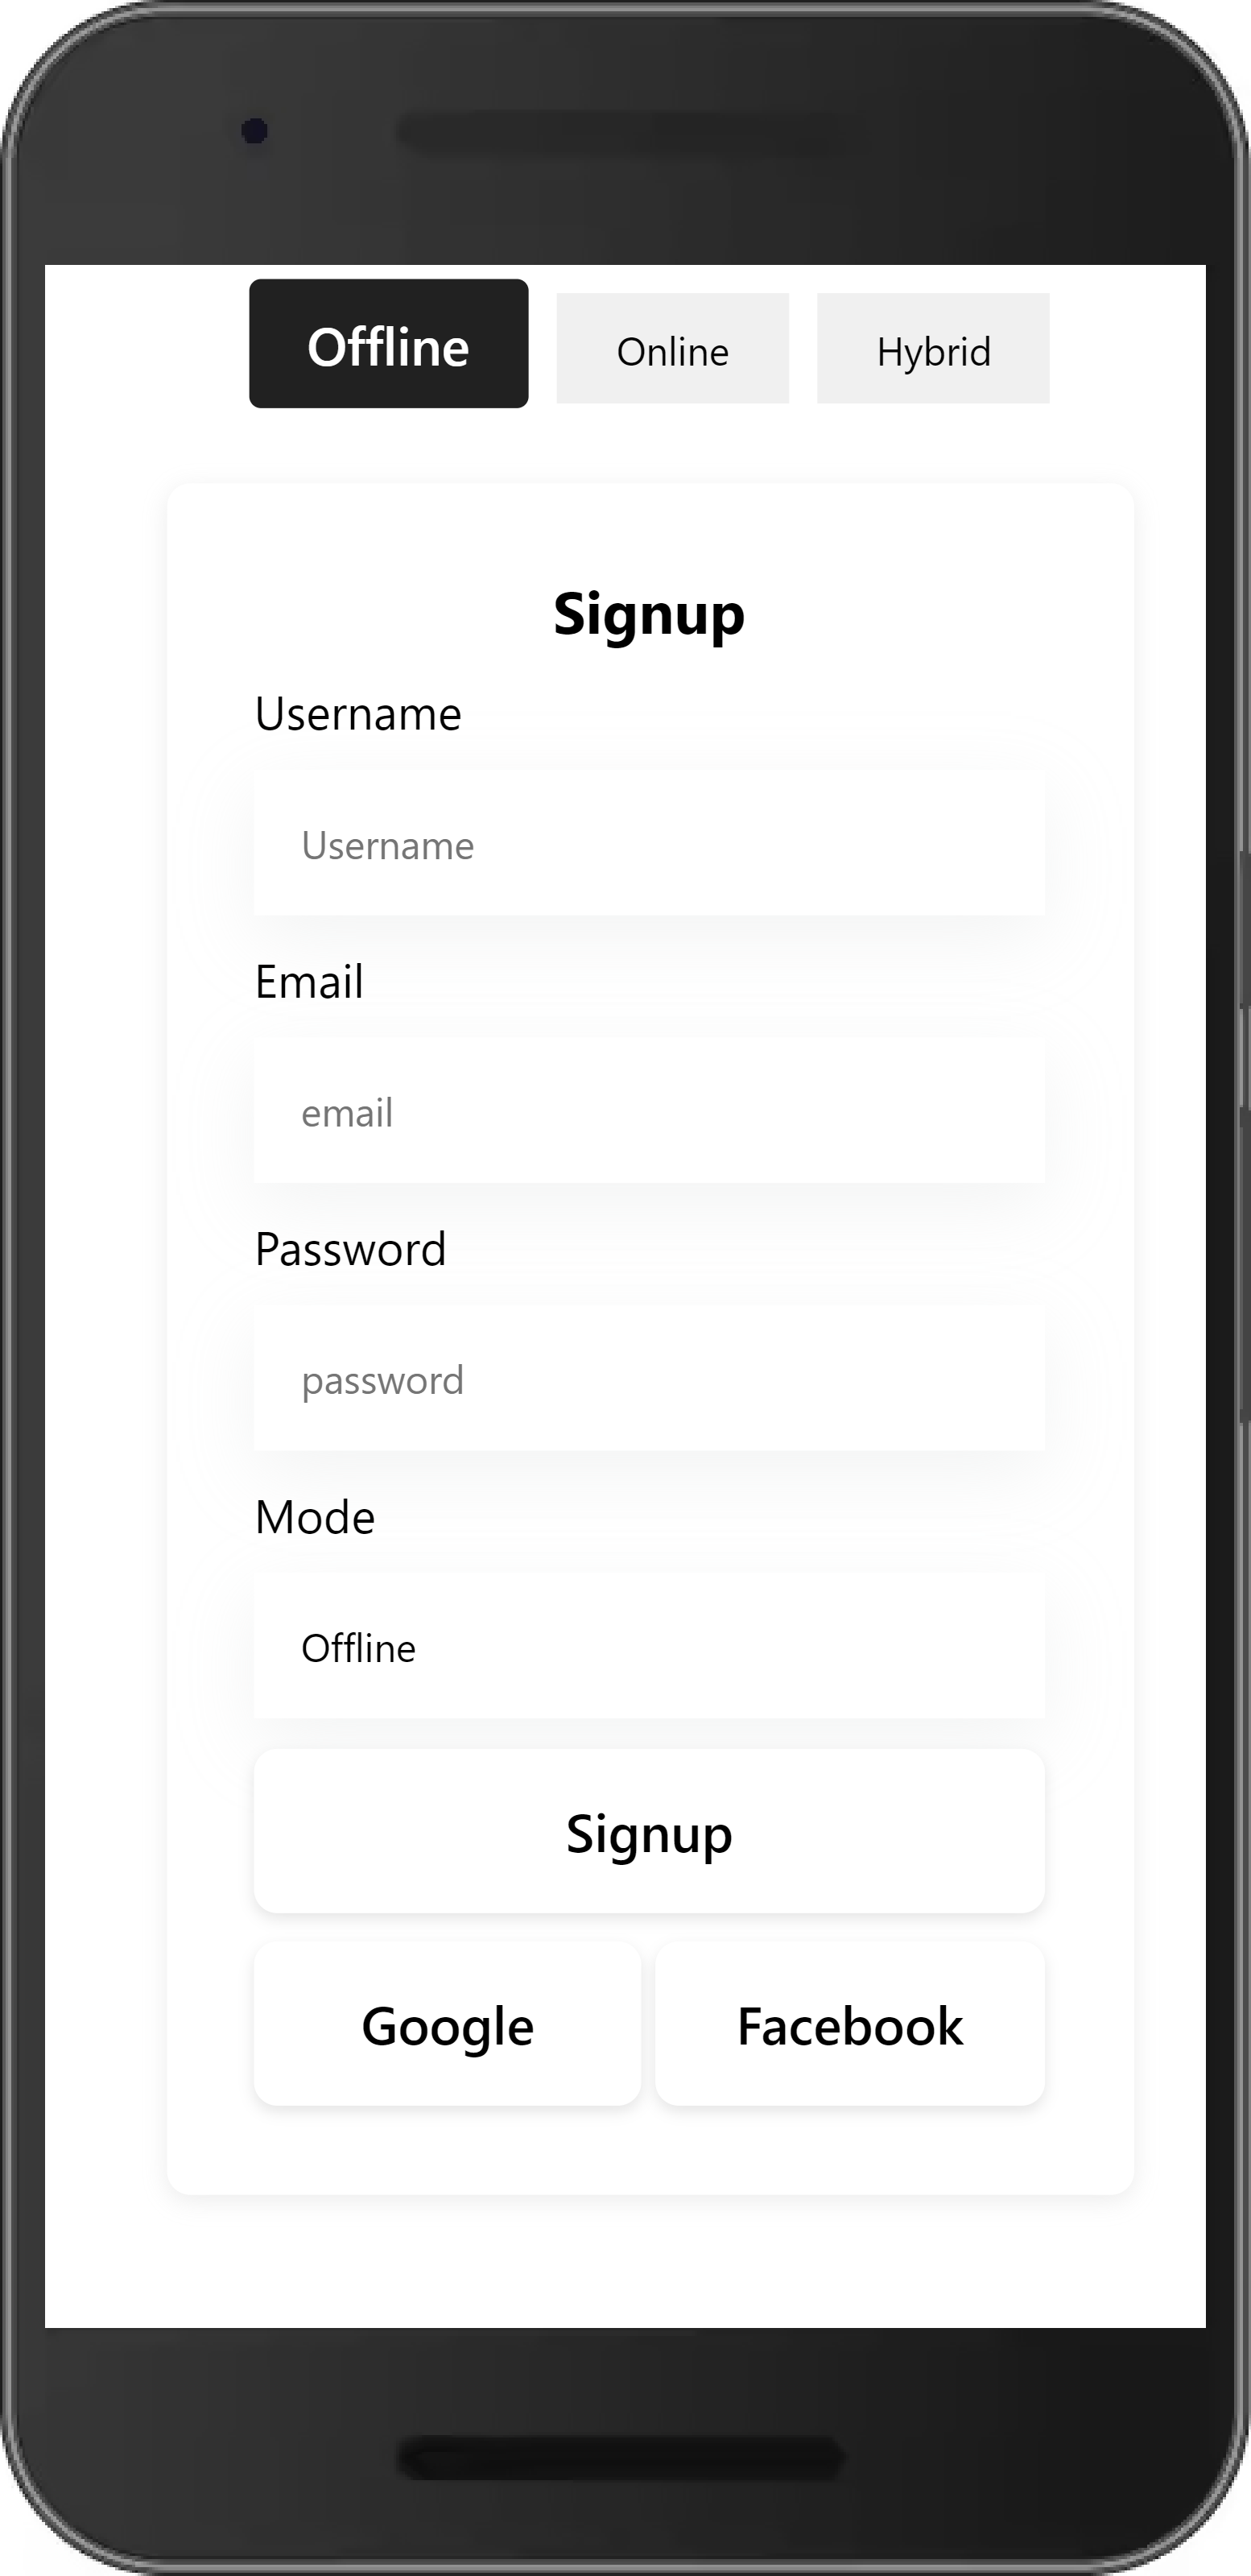 Offline Online Hybrid
Signup
Username
Username
Email
email
Password
password
Mode
Offline
Signup
Google Facebook